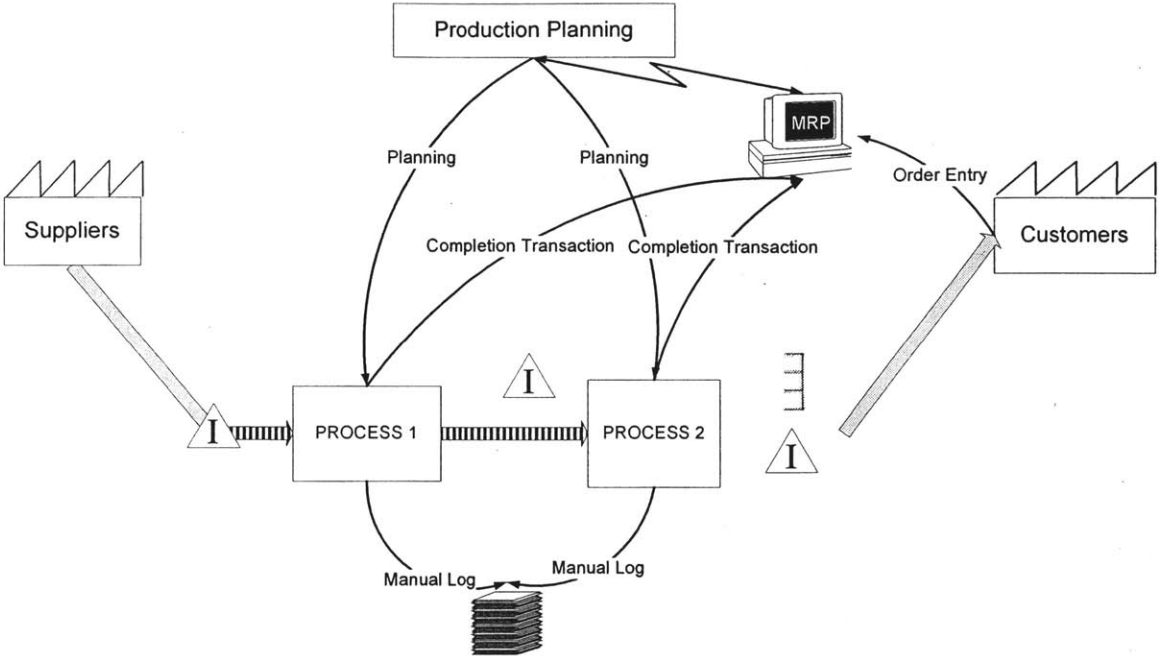 Production Planning
MRP
Planning
Planning
Order Entry
Suppliers
Customers
Completion Transaction
Completion Transaction
I
I
I
PROCESS 1
PROCESS 2
Manual Log
Manual Log